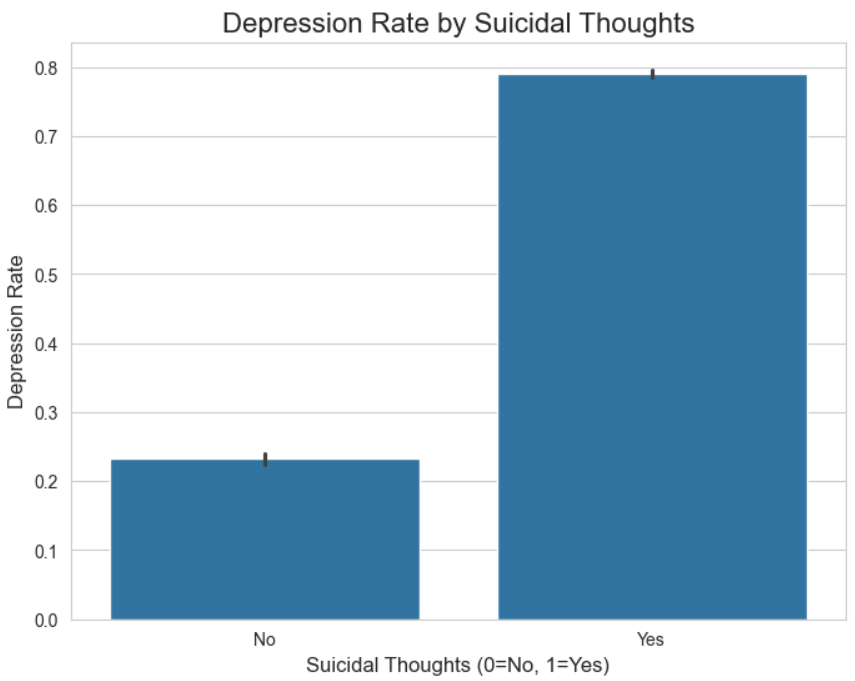 Depression Rate by Suicidal Thoughts
Depression Rate
0.8
0.7
0.6
0.5
0.4
0.3
0.2
0.1
0.0
No Yes
Suicidal Thoughts (0=No, 1=Yes)